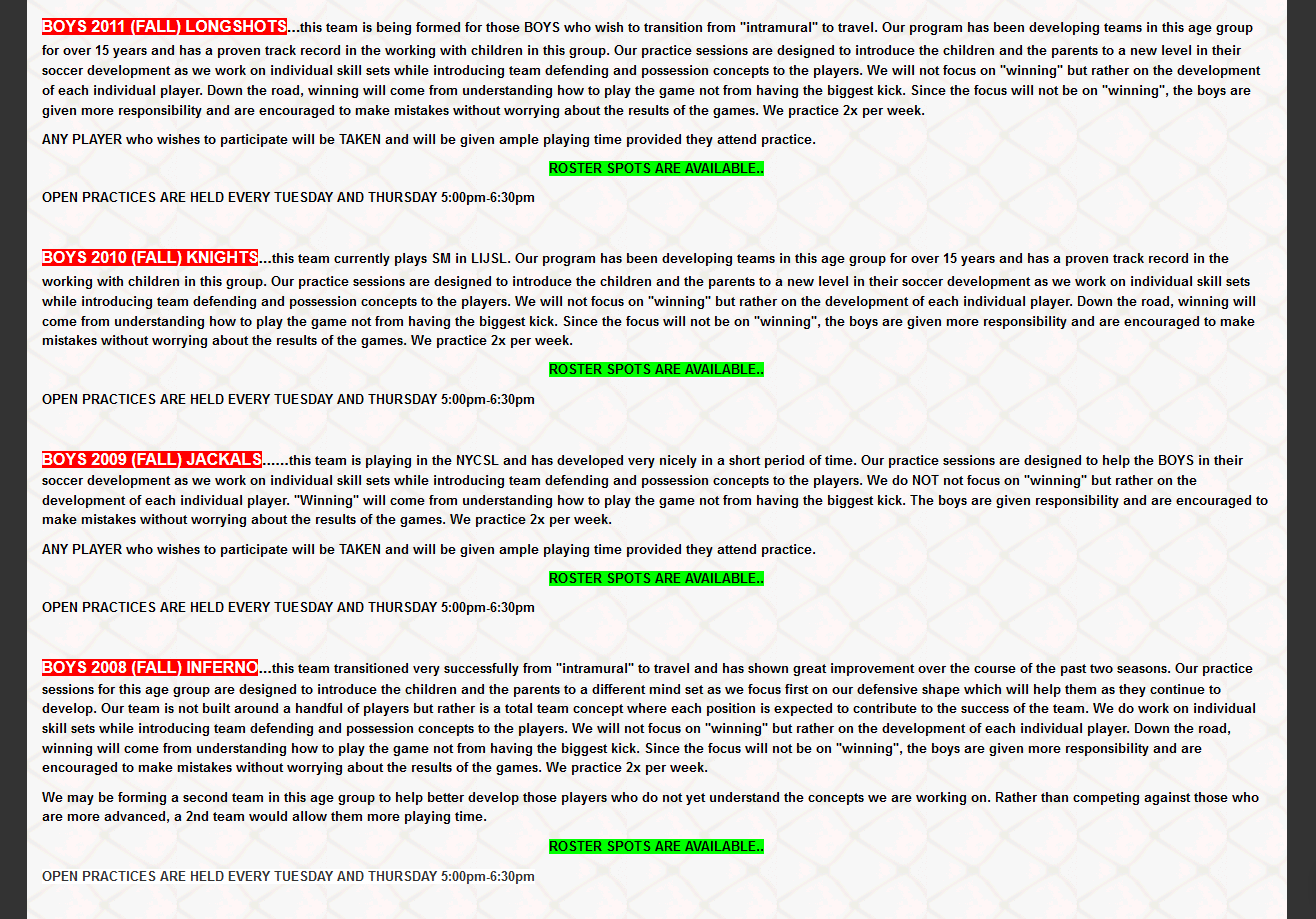 BOYS 2011 (FALL) LONGSHOTS...this team is being formed for those BOYS who wish to transition from "intramural" to travel. Our program has been developing teams in this age group
for over 15 years and has a proven track record in the working with children in this group. Our practice sessions are designed to introduce the children and the parents to a new level in their
soccer development as we work on individual skill sets while introducing team defending and possession concepts to the players. We will not focus on "winning" but rather on the development
of each individual player. Down the road, winning will come from understanding how to play the game not from having the biggest kick. Since the focus will not be on "winning", the boys are
given more responsibility and are encouraged to make mistakes without worrying about the results of the games. We practice 2x per week.
ANY PLAYER who wishes to participate will be TAKEN and will be given ample playing time provided they attend practice.
ROSTER SPOTS ARE AVAILABLE..
OPEN PRACTICES ARE HELD EVERY TUESDAY AND THURSDAY 5:00pm-6:30pm
BOYS 2010 (FALL) KNIGHTS...this team currently plays SM in LIJSL. Our program has been developing teams in this age group for over 15 years and has a proven track record in the
working with children in this group. Our practice sessions are designed to introduce the children and the parents to a new level in their soccer development as we work on individual skill sets
while introducing team defending and possession concepts to the players. We will not focus on "winning" but rather on the development of each individual player. Down the road, winning will
come from understanding how to play the game not from having the biggest kick. Since the focus will not be on "winning", the boys are given more responsibility and are encouraged to make
mistakes without worrying about the results of the games. We practice 2x per week.
ROSTER SPOTS ARE AVAILABLE..
OPEN PRACTICES ARE HELD EVERY TUESDAY AND THURSDAY 5:00pm-6:30pm
BOYS 2009 (FALL) JACKALS......this team is playing in the NYCSL and has developed very nicely in a short period of time. Our practice sessions are designed to help the BOYS in their
soccer development as we work on individual skill sets while introducing team defending and possession concepts to the players. We do NOT not focus on "winning" but rather on the
development of each individual player. "Winning" will come from understanding how to play the game not from having the biggest kick. The boys are given responsibility and are encouraged to
make mistakes without worrying about the results of the games. We practice 2x per week.
ANY PLAYER who wishes to participate will be TAKEN and will be given ample playing time provided they attend practice.
ROSTER SPOTS ARE AVAILABLE..
OPEN PRACTICES ARE HELD EVERY TUESDAY AND THURSDAY 5:00pm-6:30pm
BOYS 2008 (FALL) INFERNO...this team transitioned very successfully from "intramural" to travel and has shown great improvement over the course of the past two seasons. Our practice
sessions for this age group are designed to introduce the children and the parents to a different mind set as we focus first on our defensive shape which will help them as they continue to
develop. Our team is not built around a handful of players but rather is a total team concept where each position is expected to contribute to the success of the team. We do work on individual
skill sets while introducing team defending and possession concepts to the players. We will not focus on "winning" but rather on the development of each individual player. Down the road,
winning will come from understanding how to play the game not from having the biggest kick. Since the focus will not be on "winning", the boys are given more responsibility and are
encouraged to make mistakes without worrying about the results of the games. We practice 2x per week.
We may be forming a second team in this age group to help better develop those players who do not yet understand the concepts we are working on. Rather than competing against those who
are more advanced, a 2nd team would allow them more playing time.
ROSTER SPOTS ARE AVAILABLE..
OPEN PRACTICES ARE HELD EVERY TUESDAY AND THURSDAY 5:00pm-6:30pm